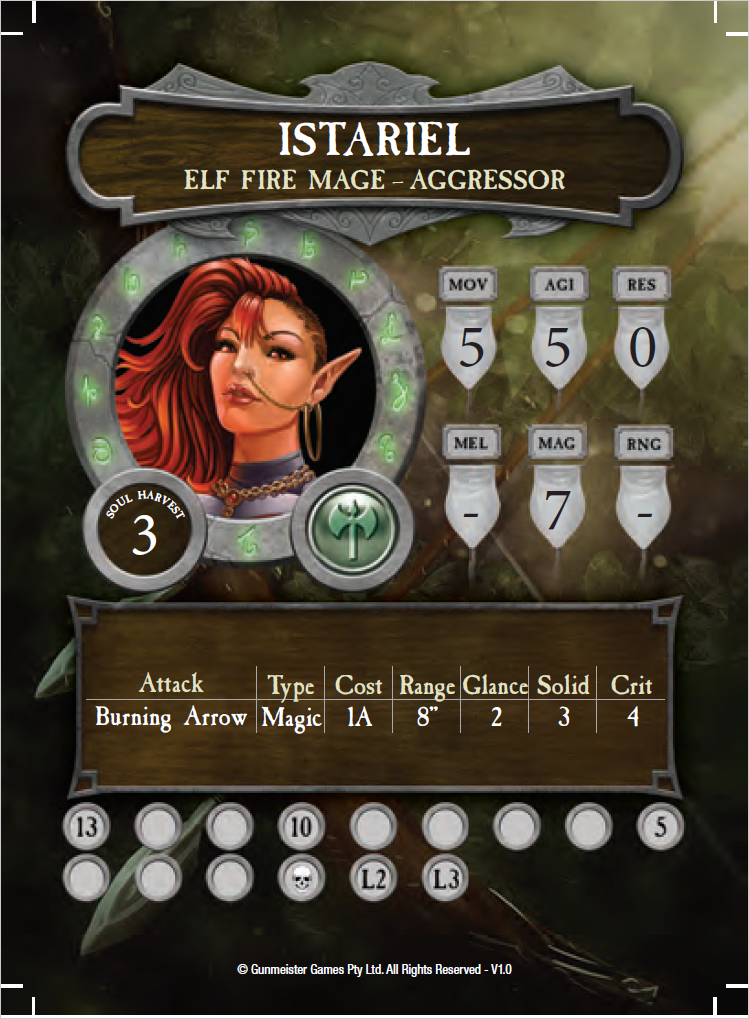 ISTARIEL
ELF FIRE MAGE – AGGRESSOR
MOV AGI RES
5 5 0
MEL MAG RNG
- 7 -
SOUL HARVEST
3
Attack Type Cost Range Glance Solid Crit
Burning Arrow Magic 1A 8” 2 3 4
13 10 5
L2 L3
© Gunmeister Games Pty Ltd. All Rights Reserved - V1.0